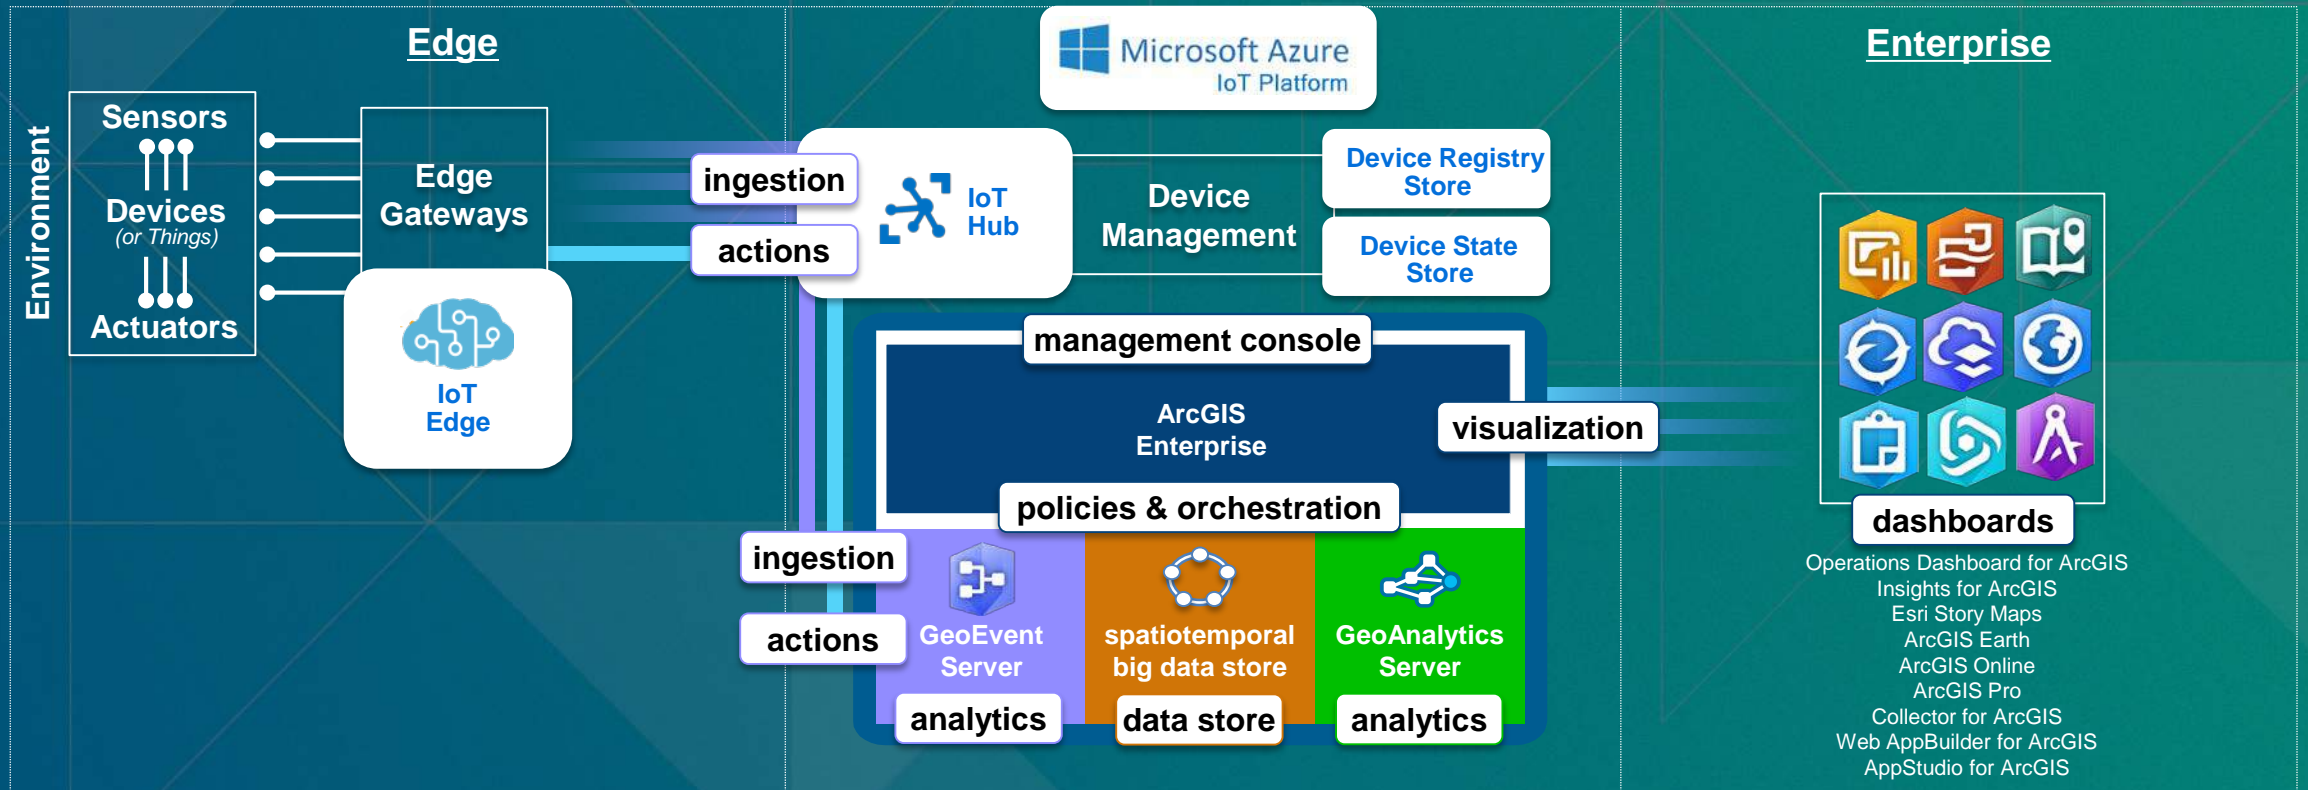 Edge
Microsoft Azure
IoT Platform
Enterprise
Environment
Sensors
Devices
(or Things)
Actuators
Edge
Gateways
IoT
Edge
ingestion
actions
IoT
Hub
Device
Management
Device Registry
Store
Device State
Store
management console
ArcGIS
Enterprise
visualization
policies & orchestration
ingestion
actions
GeoEvent
Server
analytics
spatiotemporal
big data store
data store
GeoAnalytics
Server
analytics
dashboards
Operations Dashboard for ArcGIS
Insights for ArcGIS
Esri Story Maps
ArcGIS Earth
ArcGIS Online
ArcGIS Pro
Collector for ArcGIS
Web AppBuilder for ArcGIS
AppStudio for ArcGIS